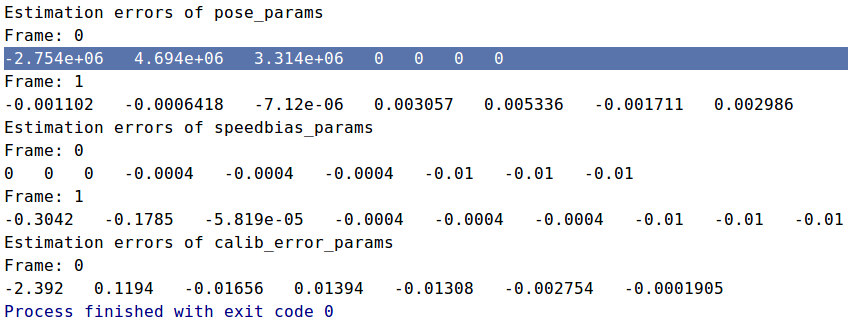 Estimation errors of pose_params
Frame: 0
-2.754e+06   4.694e+06   3.314e+06   0   0   0   0
Frame: 1
-0.001102   -0.0006418   -7.12e-06   0.003057   0.005336   -0.001711   0.002986
Estimation errors of speedbias_params
Frame: 0
0   0   0   -0.0004   -0.0004   -0.0004   -0.01   -0.01   -0.01
Frame: 1
-0.3042   -0.1785   -5.819e-05   -0.0004   -0.0004   -0.0004   -0.01   -0.01   -0.01
Estimation errors of calib_error_params
Frame: 0
-2.392   0.1194   -0.01656   0.01394   -0.01308   -0.002754   -0.0001905
Process finished with exit code 0